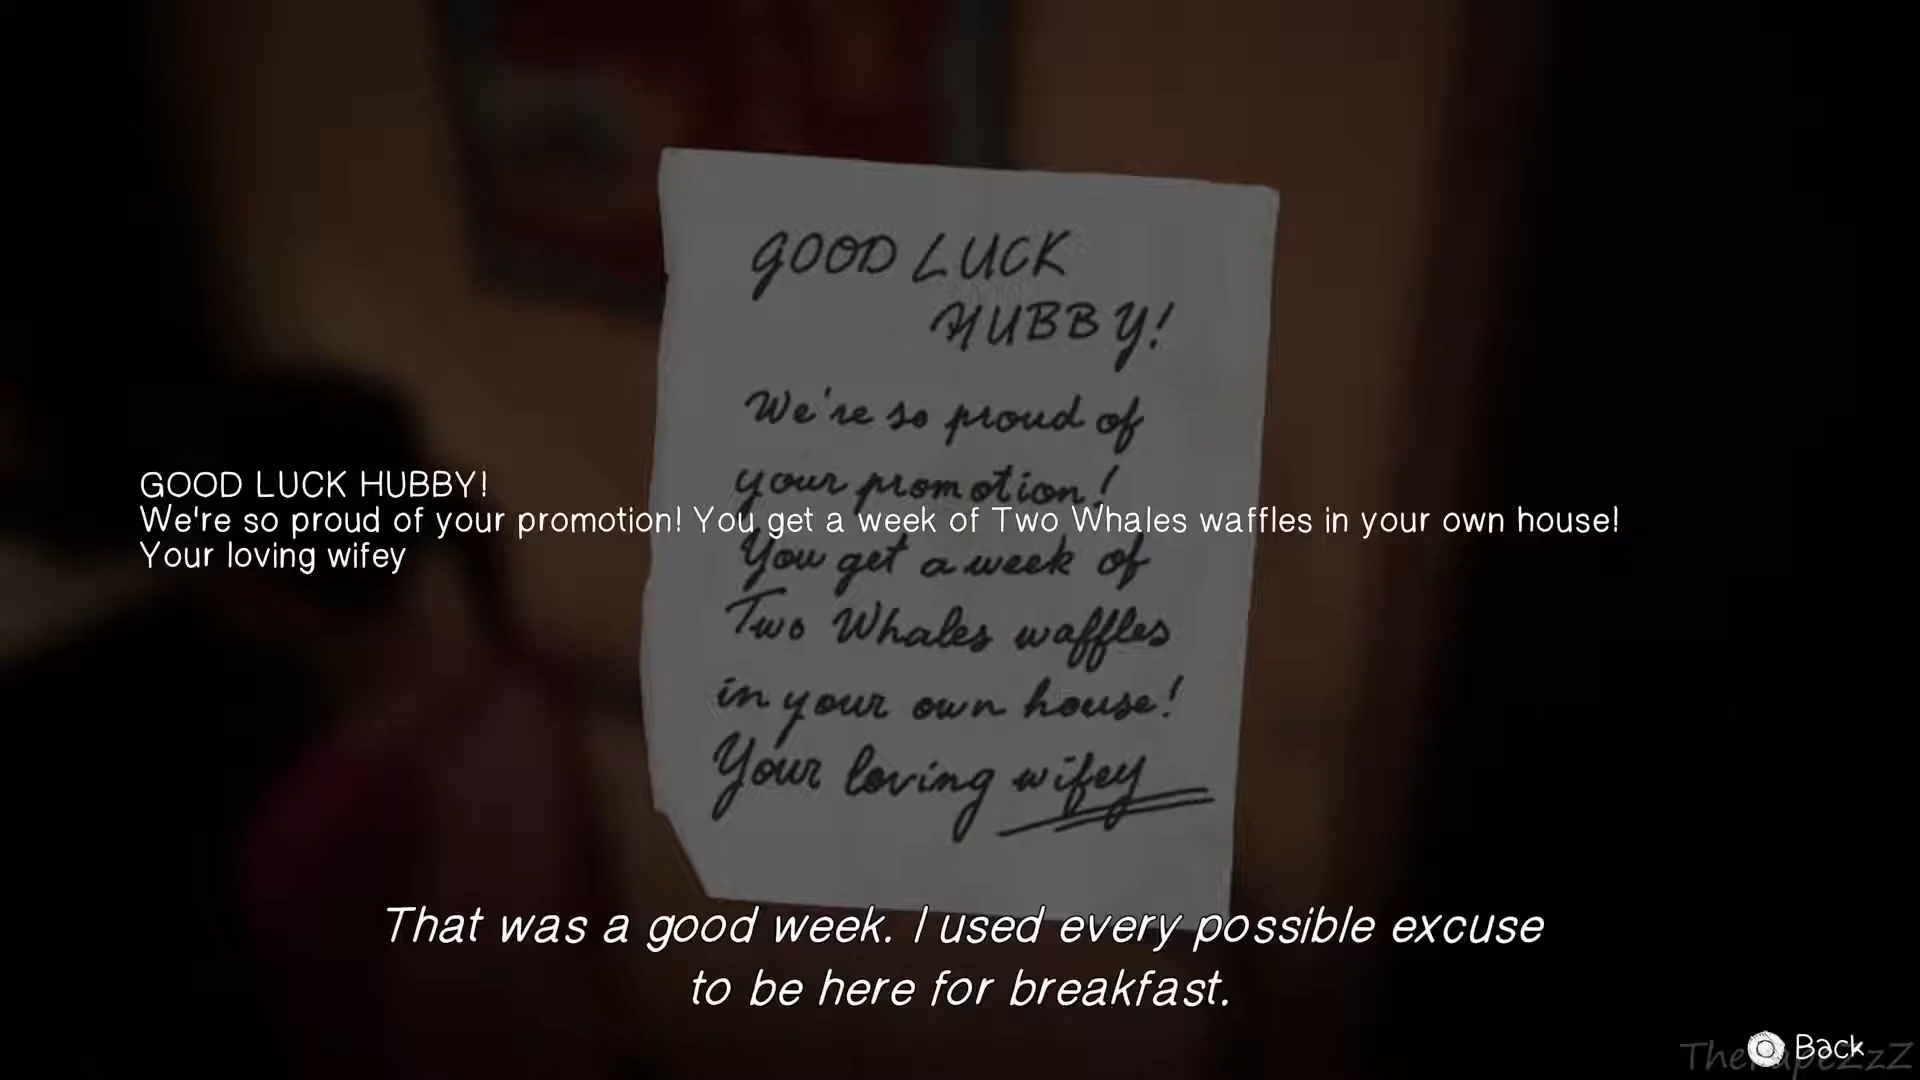 GOOD LUCK
HUBBY!
We're so proud of
your promotion!
You get a week of
Two Whales waffles
in your own house!
Your loving wifey
GOOD LUCK HUBBY!
We're so proud of your promotion! You get a week of Two Whales waffles in your own house!
Your loving wifey
That was a good week. I used every possible excuse
to be here for breakfast.
Back